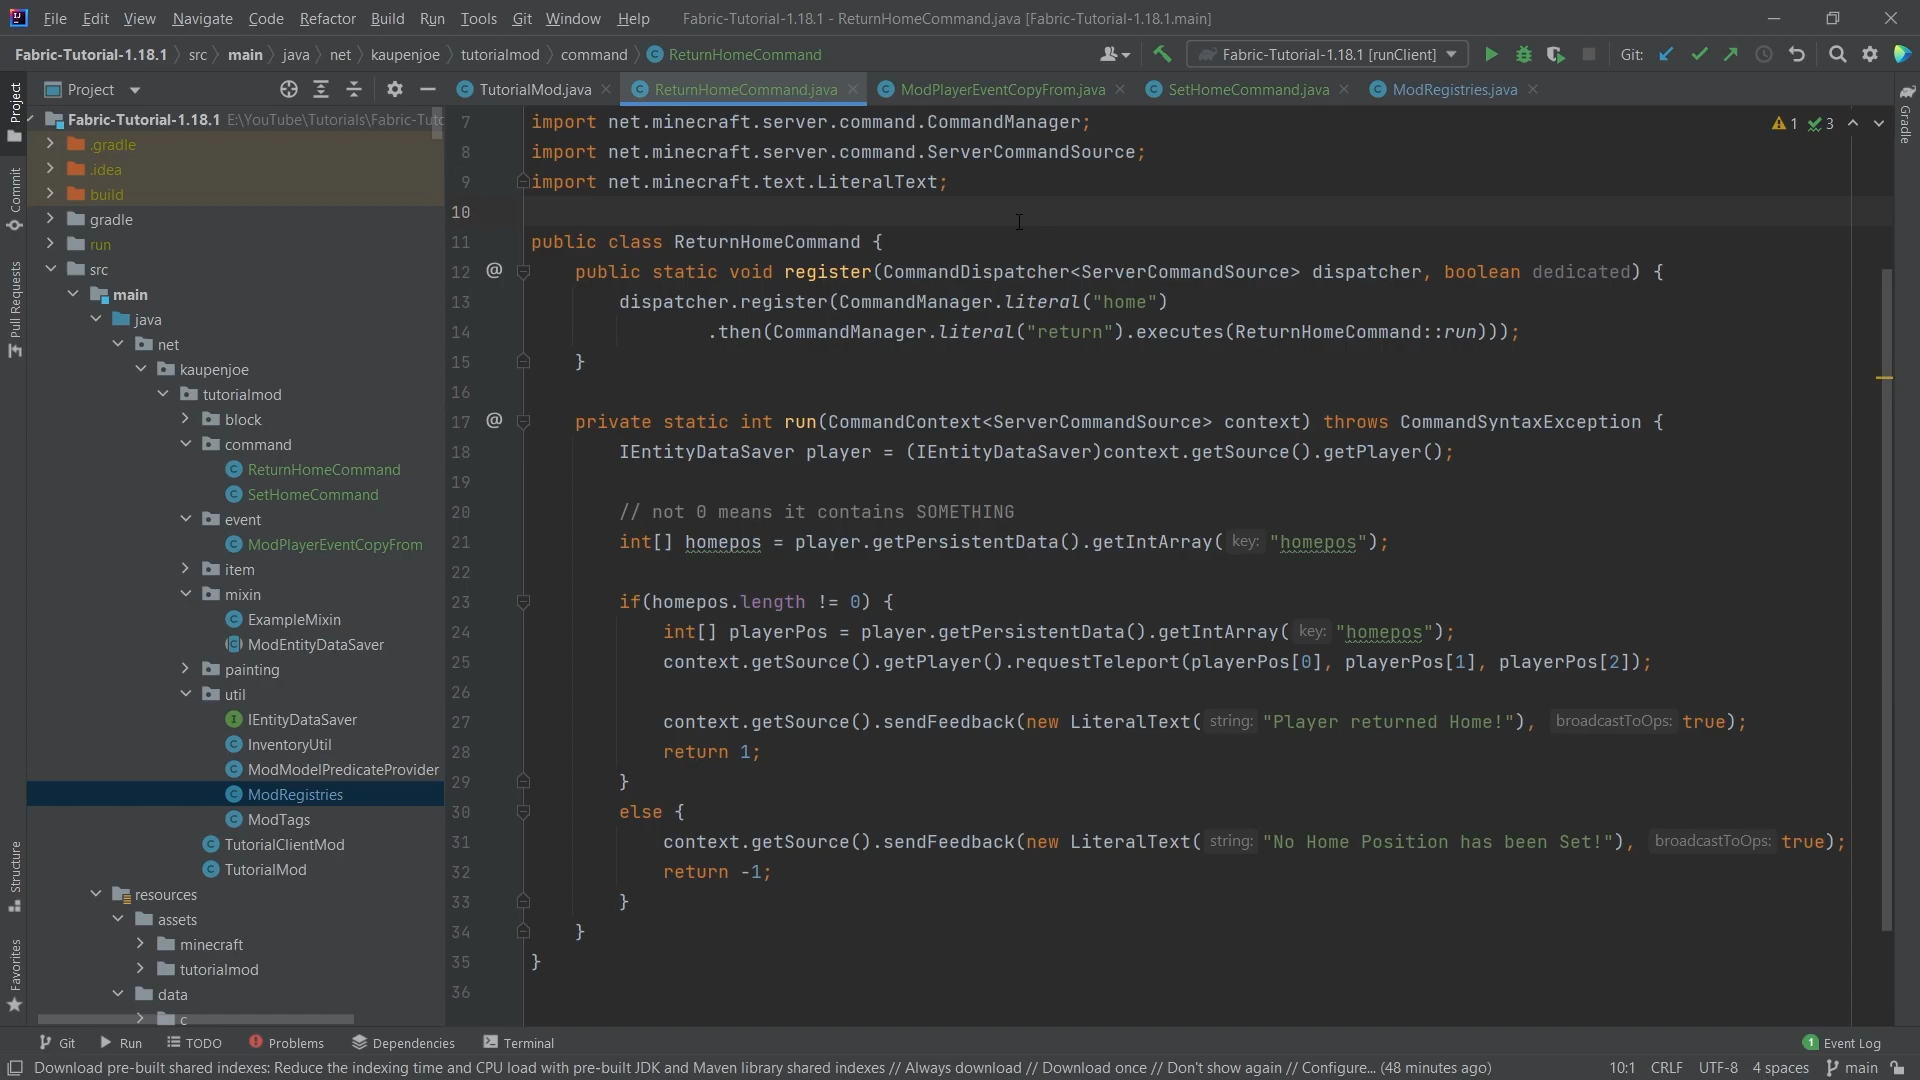 File Edit View Navigate Code Refactor Build Run Tools Git Window Help Fabric-Tutorial-1.18.1 - ReturnHomeCommand.java [Fabric-Tutorial-1.18.1.main]
Fabric-Tutorial-1.18.1 src main java net kaupenjoe tutorialmod command ReturnHomeCommand Fabric-Tutorial-1.18.1 [runClient] Git:
Project TutorialMod.java ReturnHomeCommand.java ModPlayerEventCopyFrom.java SetHomeCommand.java ModRegistries.java
Project
Commit
Pull Requests
Structure
Favorites
Gradle
Fabric-Tutorial-1.18.1 E:\YouTube\Tutorials\Fabric-Tutc
.gradle
.idea
build
gradle
run
src
main
java
net
kaupenjoe
tutorialmod
block
command
ReturnHomeCommand
SetHomeCommand
event
ModPlayerEventCopyFrom
item
mixin
ExampleMixin
ModEntityDataSaver
painting
util
IEntityDataSaver
InventoryUtil
ModModelPredicateProvider
ModRegistries
ModTags
TutorialClientMod
TutorialMod
resources
assets
minecraft
tutorialmod
data
c
1 3
7 import net.minecraft.server.command.CommandManager;
8 import net.minecraft.server.command.ServerCommandSource;
9 import net.minecraft.text.LiteralText;
10
11 public class ReturnHomeCommand {
12 @ public static void register(CommandDispatcher<ServerCommandSource> dispatcher, boolean dedicated) {
13 dispatcher.register(CommandManager.literal("home")
14 .then(CommandManager.literal("return").executes(ReturnHomeCommand::run)));
15 }
16
17 @ private static int run(CommandContext<ServerCommandSource> context) throws CommandSyntaxException {
18 IEntityDataSaver player = (IEntityDataSaver)context.getSource().getPlayer();
19
20 // not 0 means it contains SOMETHING
21 int[] homepos = player.getPersistentData().getIntArray( key: "homepos");
22
23 if(homepos.length != 0) {
24 int[] playerPos = player.getPersistentData().getIntArray( key: "homepos");
25 context.getSource().getPlayer().requestTeleport(playerPos[0], playerPos[1], playerPos[2]);
26
27 context.getSource().sendFeedback(new LiteralText( string: "Player returned Home!"), broadcastToOps: true);
28 return 1;
29 }
30 else {
31 context.getSource().sendFeedback(new LiteralText( string: "No Home Position has been Set!"), broadcastToOps: true);
32 return -1;
33 }
34 }
35 }
36
Git Run TODO Problems Dependencies Terminal 1 Event Log
Download pre-built shared indexes: Reduce the indexing time and CPU load with pre-built JDK and Maven library shared indexes // Always download // Download once // Don't show again // Configure... (48 minutes ago) 10:1 CRLF UTF-8 4 spaces main